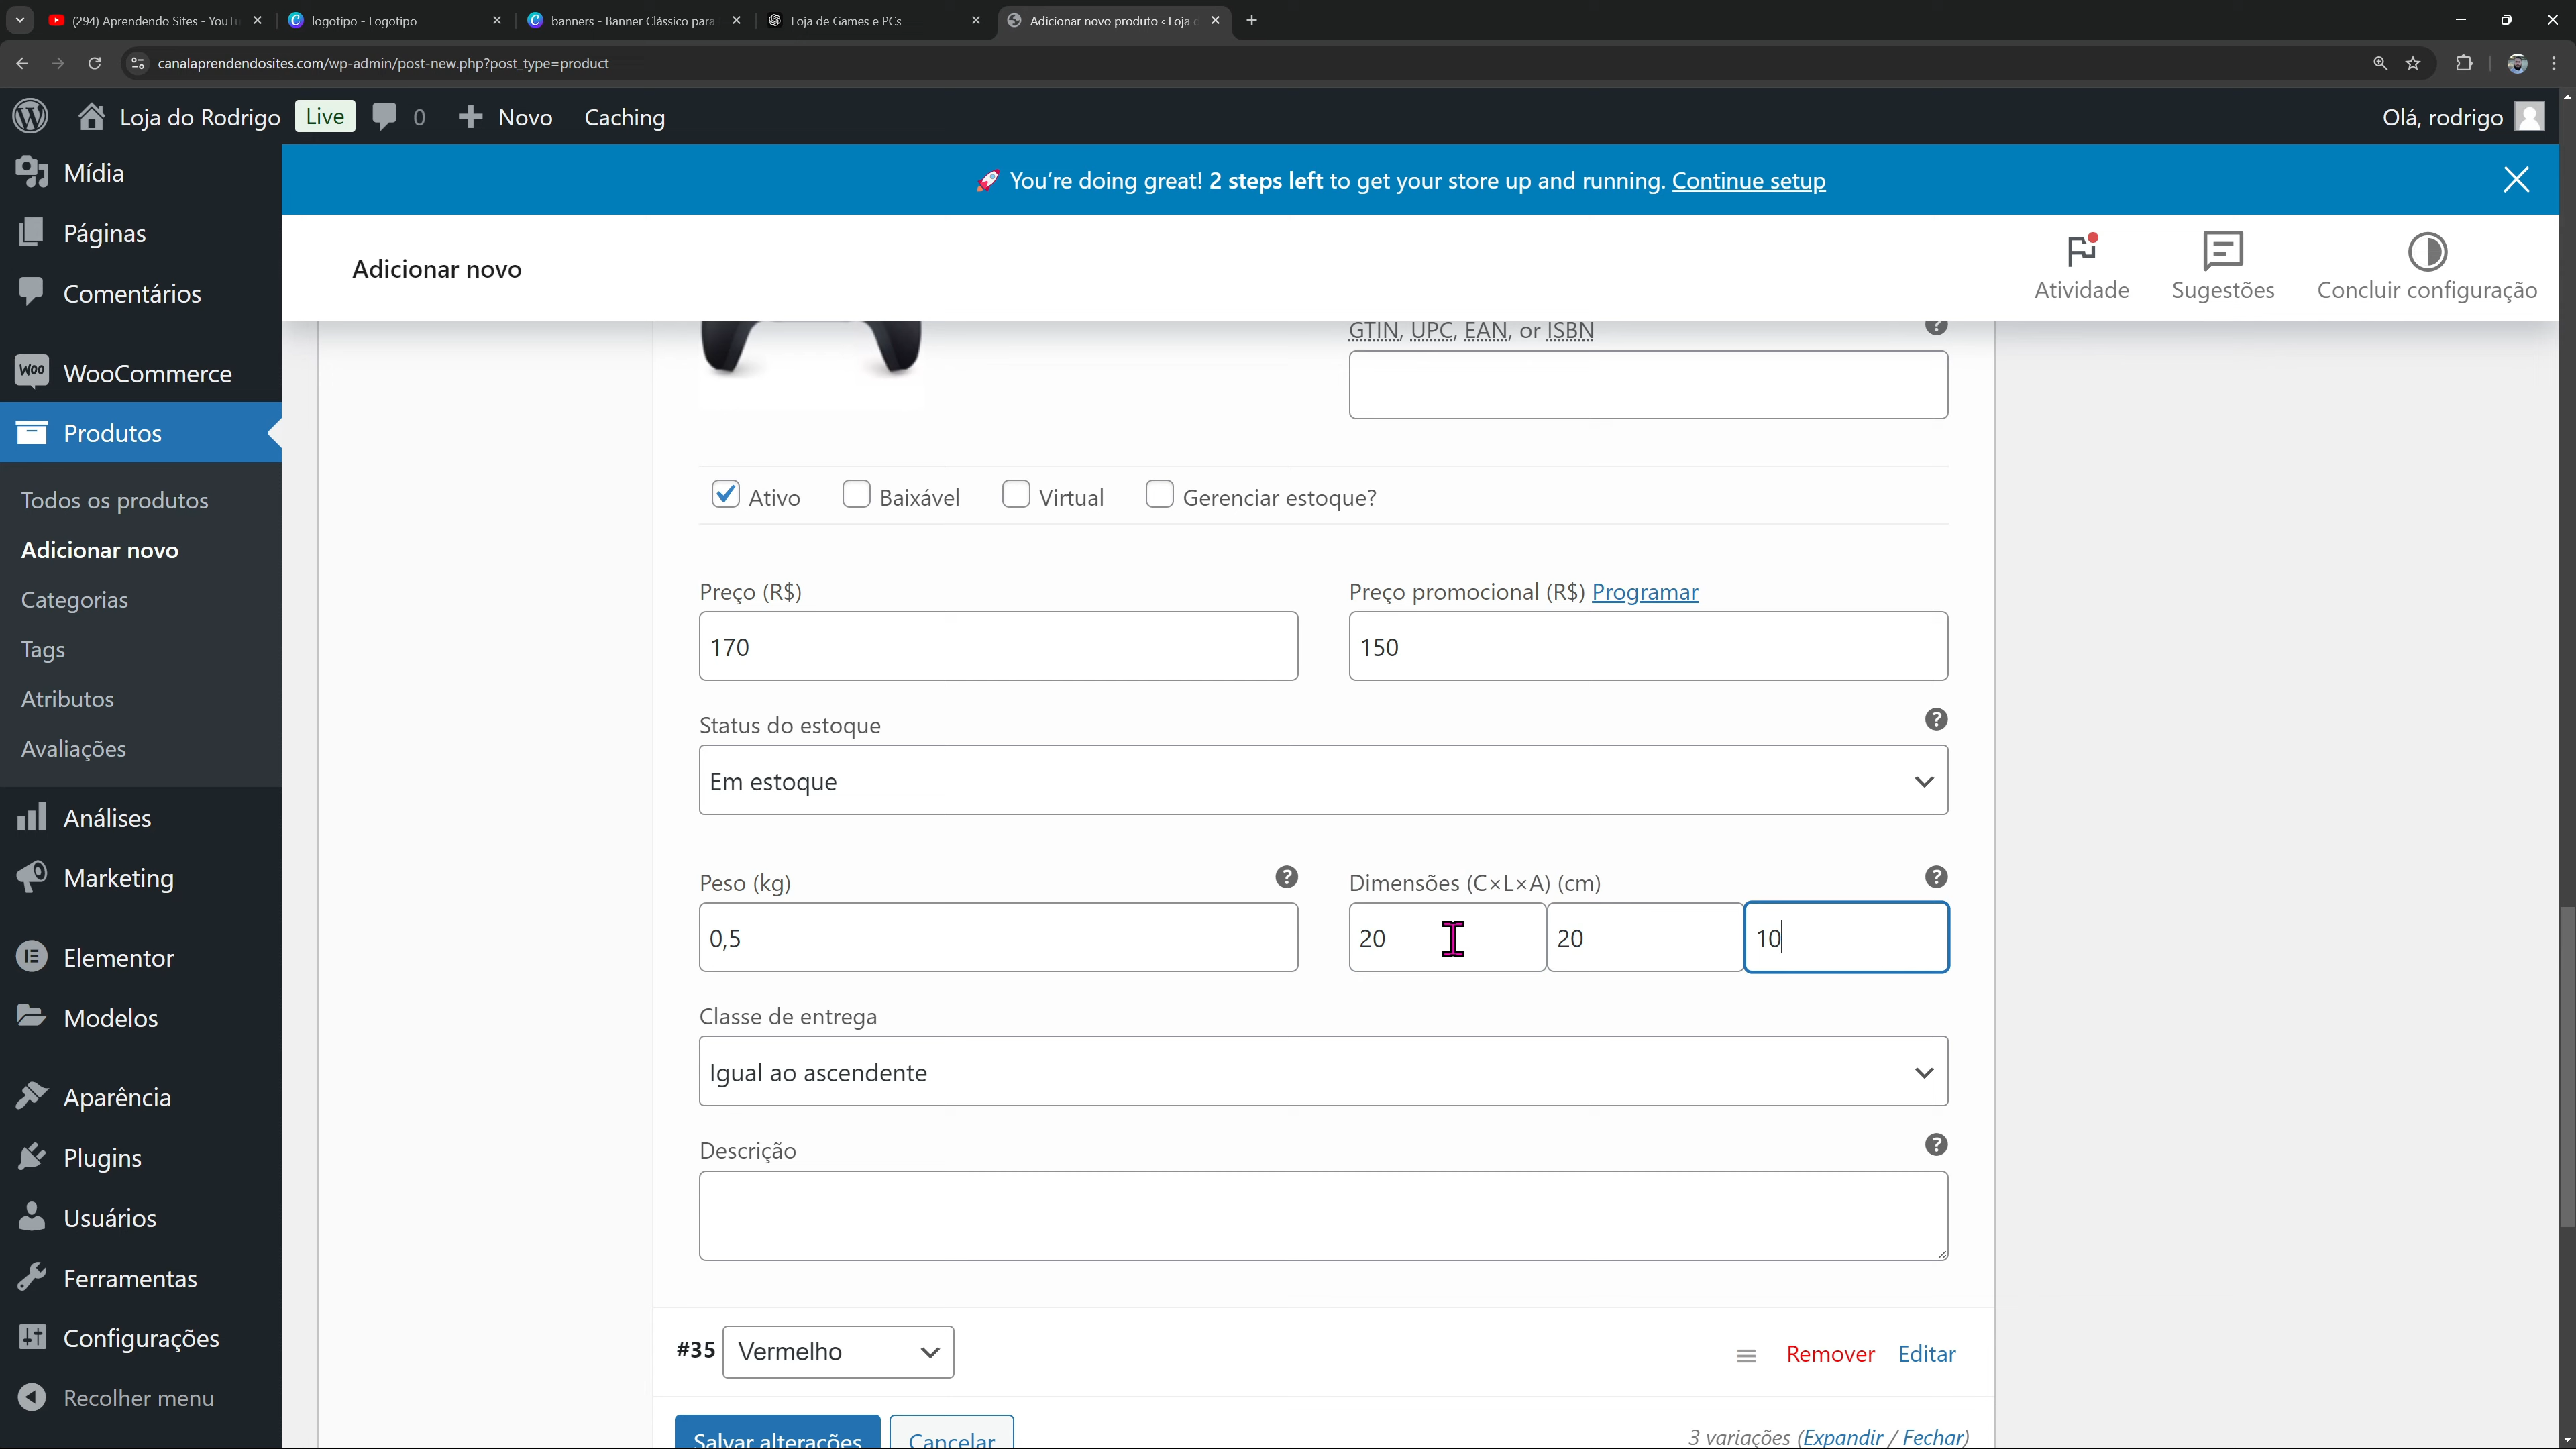 (294) Aprendendo Sites - YouTu
logotipo - Logotipo
banners - Banner Clássico para
Loja de Games e PCs
Adicionar novo produto ‹ Loja d
canalaprendendosites.com/wp-admin/post-new.php?post_type=product
Loja do Rodrigo
Live
0
Novo
Caching
Olá, rodrigo
🚀 You're doing great! 2 steps left to get your store up and running. Continue setup
Adicionar novo
Atividade
Sugestões
Concluir configuração
Mídia
Páginas
Comentários
WooCommerce
Produtos
Todos os produtos
Adicionar novo
Categorias
Tags
Atributos
Avaliações
Análises
Marketing
Elementor
Modelos
Aparência
Plugins
Usuários
Ferramentas
Configurações
Recolher menu
GTIN, UPC, EAN, or ISBN
Ativo
Baixável
Virtual
Gerenciar estoque?
Preço (R$)
170
Preço promocional (R$) Programar
150
Status do estoque
Em estoque
Peso (kg)
0,5
Dimensões (C×L×A) (cm)
20
20
10
Classe de entrega
Igual ao ascendente
Descrição
#35
Vermelho
Remover
Editar
Salvar alterações
Cancelar
3 variações (Expandir / Fechar)